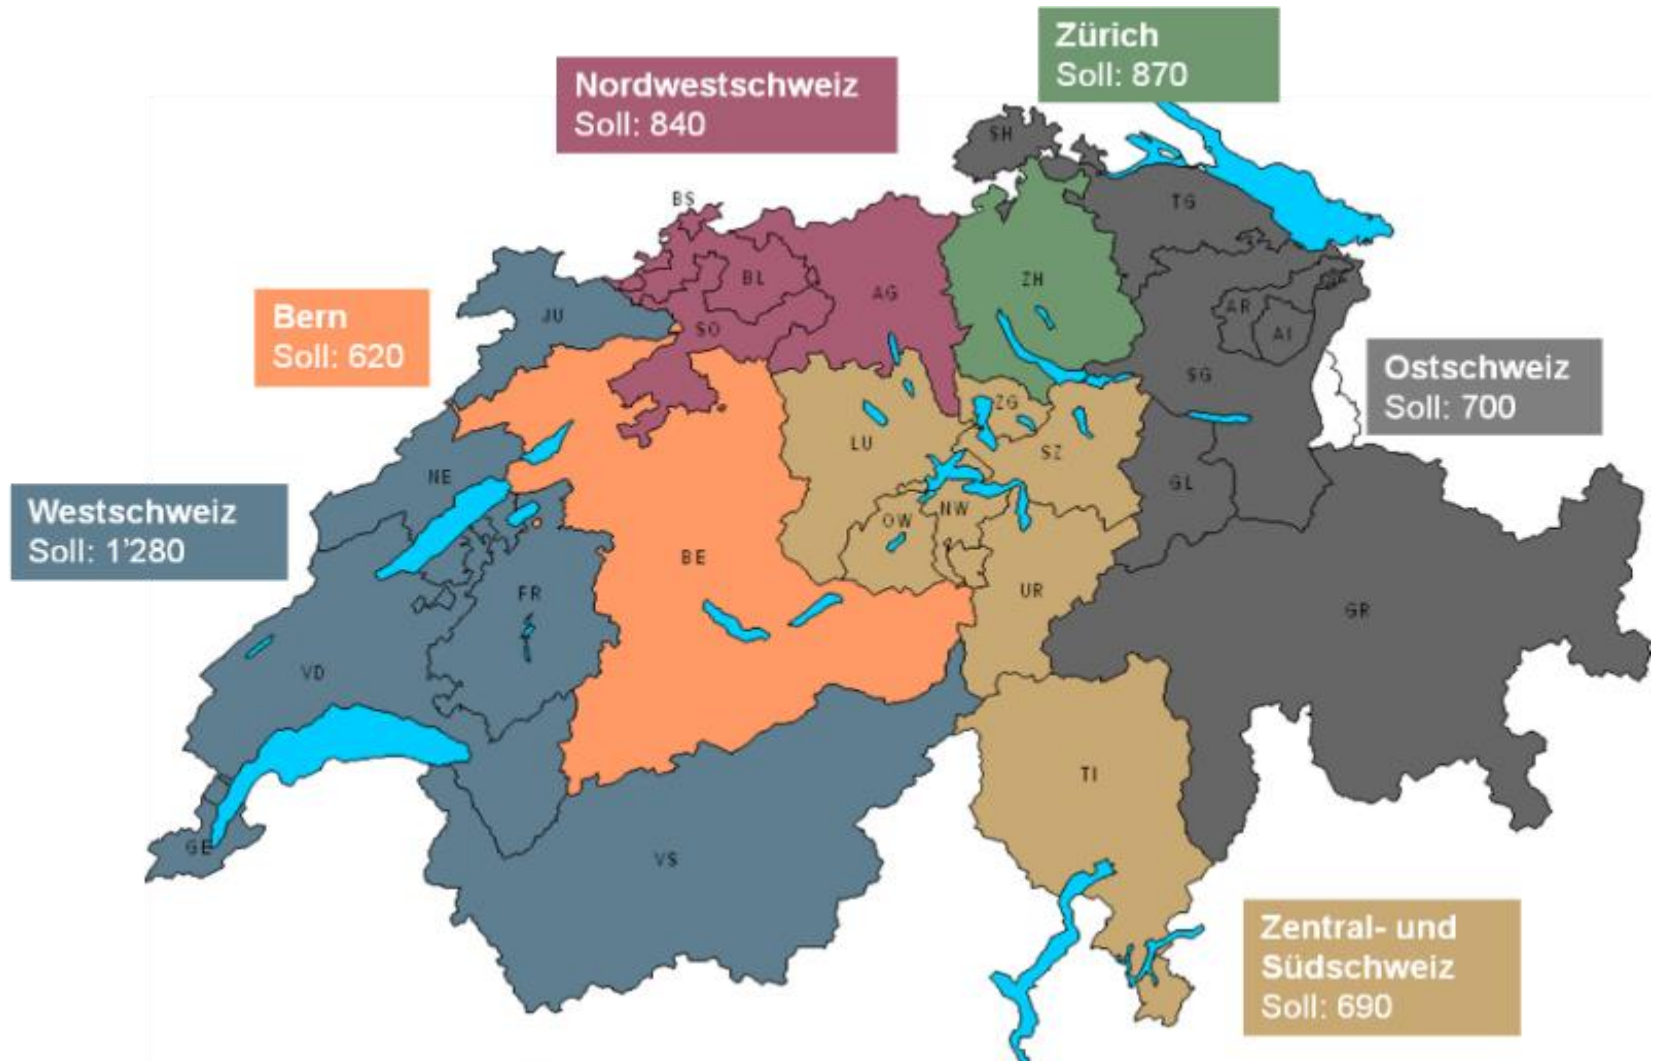 Zürich
Soll: 870
Nordwestschweiz
Soll: 840
SH
BS
TG
BL
ZH
AG
JU
SO
AR
AI
Bern
Soll: 620
Ostschweiz
Soll: 700
SG
ZG
LU
SZ
NE
GL
Westschweiz
Soll: 1'280
OW
NW
BE
FR
UR
GR
VD
TI
GE
VS
Zentral- und
Südschweiz
Soll: 690